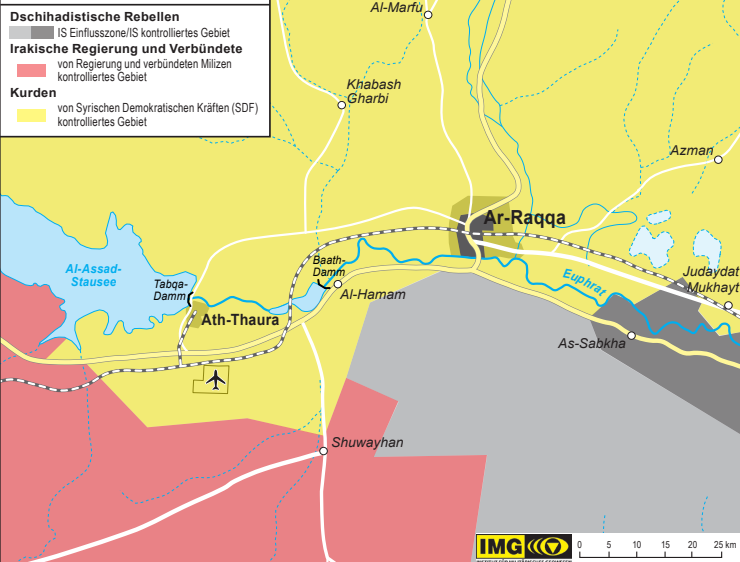 Dschihadistische Rebellen
IS Einflusszone/IS kontrolliertes Gebiet
Irakische Regierung und Verbündete
von Regierung und verbündeten Milizen
kontrolliertes Gebiet
Kurden
von Syrischen Demokratischen Kräften (SDF)
kontrolliertes Gebiet
Al-Marfū
Khabash
Gharbi
Azman
Ar-Raqqa
Al-Assad-
Stausee
Tabqa-
Damm
Baath-
Damm
Euphrat
Judaydat
Mukhayt
Al-Hamam
Ath-Thaura
As-Sabkha
Shuwayhan
IMG
0 5 10 15 20 25 km